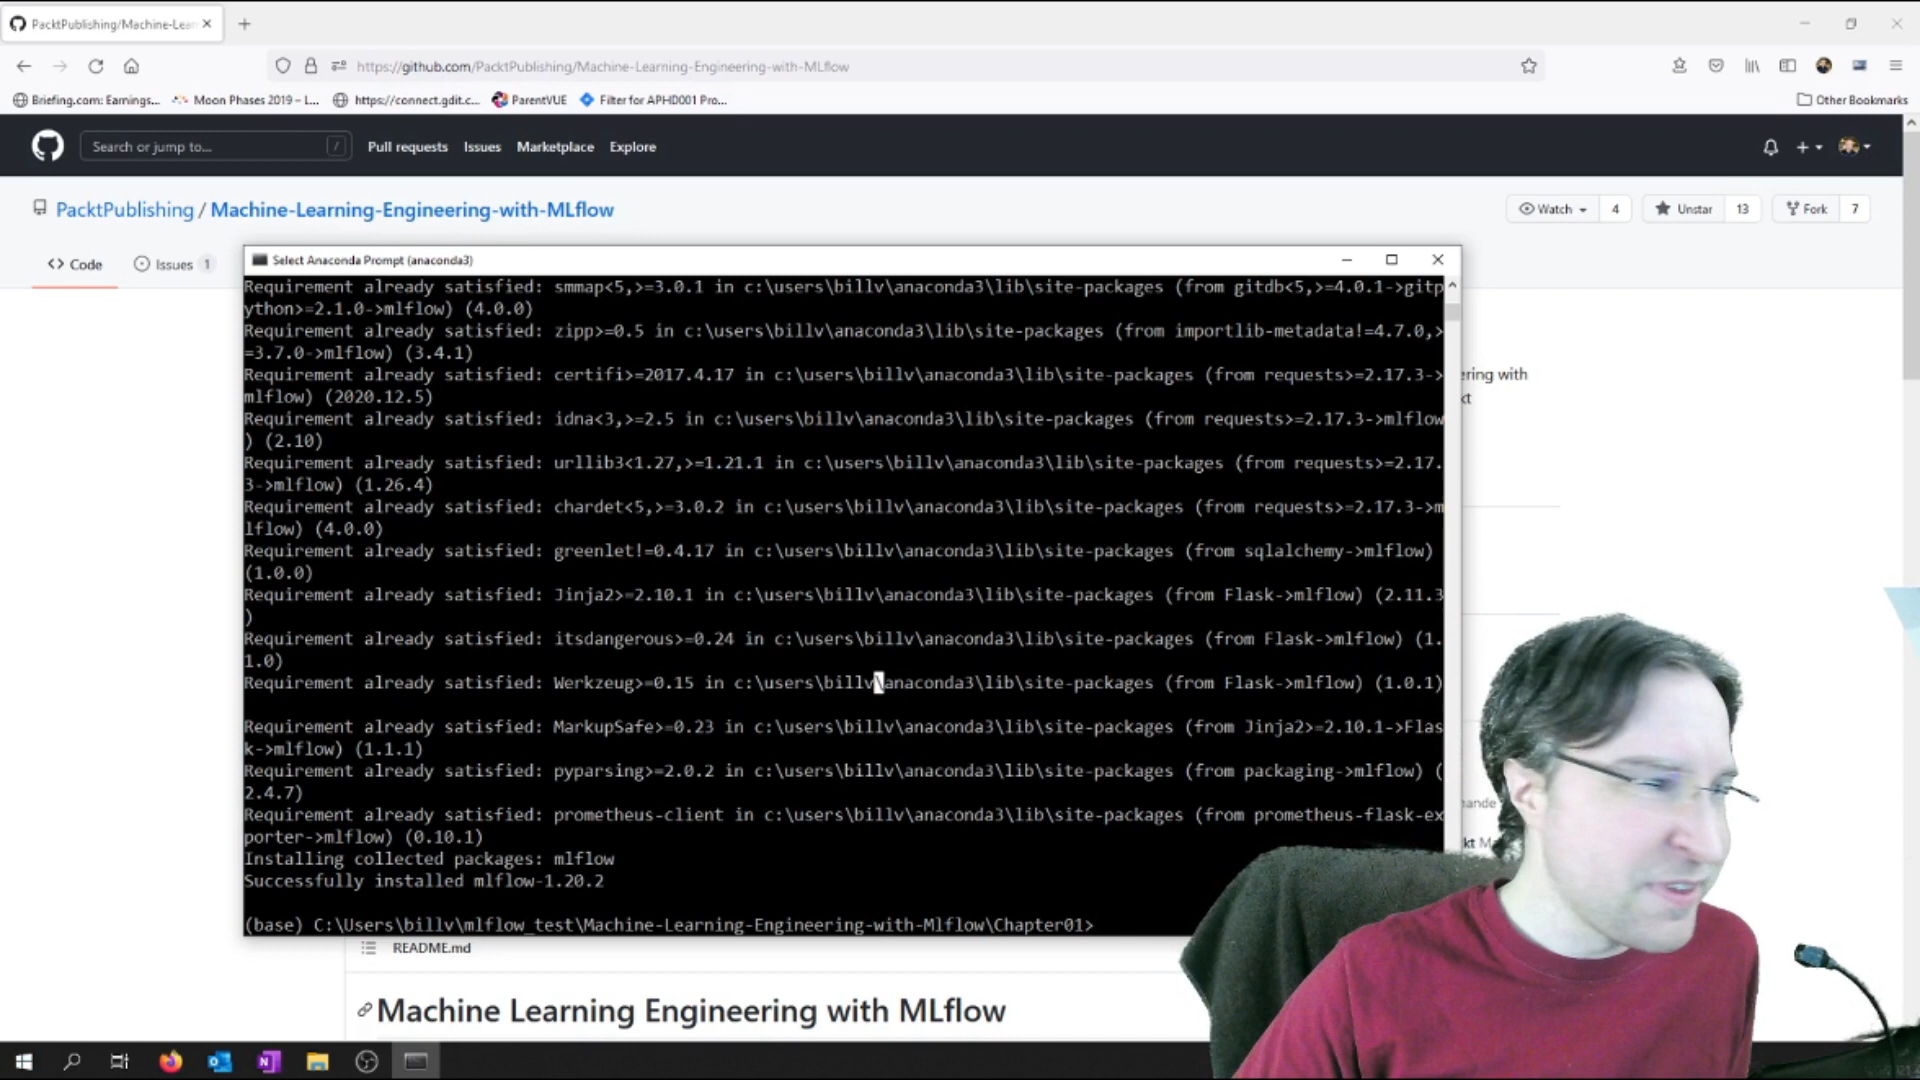 PacktPublishing/Machine-Lear
https://github.com/PacktPublishing/Machine-Learning-Engineering-with-MLflow
Briefing.com: Earnings...
Moon Phases 2019 – L...
https://connect.gdit.c...
ParentVUE
Filter for APHD001 Pro...
Other Bookmarks
Search or jump to...
/
Pull requests
Issues
Marketplace
Explore
PacktPublishing / Machine-Learning-Engineering-with-MLflow
Watch
4
Unstar
13
Fork
7
Code
Issues 1
Select Anaconda Prompt (anaconda3)
Requirement already satisfied: smmap<5,>=3.0.1 in c:\users\billv\anaconda3\lib\site-packages (from gitdb<5,>=4.0.1->gitp
ython>=2.1.0->mlflow) (4.0.0)
Requirement already satisfied: zipp>=0.5 in c:\users\billv\anaconda3\lib\site-packages (from importlib-metadata!=4.7.0,>
=3.7.0->mlflow) (3.4.1)
Requirement already satisfied: certifi>=2017.4.17 in c:\users\billv\anaconda3\lib\site-packages (from requests>=2.17.3->
mlflow) (2020.12.5)
Requirement already satisfied: idna<3,>=2.5 in c:\users\billv\anaconda3\lib\site-packages (from requests>=2.17.3->mlflow
) (2.10)
Requirement already satisfied: urllib3<1.27,>=1.21.1 in c:\users\billv\anaconda3\lib\site-packages (from requests>=2.17.
3->mlflow) (1.26.4)
Requirement already satisfied: chardet<5,>=3.0.2 in c:\users\billv\anaconda3\lib\site-packages (from requests>=2.17.3->m
lflow) (4.0.0)
Requirement already satisfied: greenlet!=0.4.17 in c:\users\billv\anaconda3\lib\site-packages (from sqlalchemy->mlflow)
(1.0.0)
Requirement already satisfied: Jinja2>=2.10.1 in c:\users\billv\anaconda3\lib\site-packages (from Flask->mlflow) (2.11.3
)
Requirement already satisfied: itsdangerous>=0.24 in c:\users\billv\anaconda3\lib\site-packages (from Flask->mlflow) (1.
1.0)
Requirement already satisfied: Werkzeug>=0.15 in c:\users\billv\anaconda3\lib\site-packages (from Flask->mlflow) (1.0.1)
Requirement already satisfied: MarkupSafe>=0.23 in c:\users\billv\anaconda3\lib\site-packages (from Jinja2>=2.10.1->Flas
k->mlflow) (1.1.1)
Requirement already satisfied: pyparsing>=2.0.2 in c:\users\billv\anaconda3\lib\site-packages (from packaging->mlflow) (
2.4.7)
Requirement already satisfied: prometheus-client in c:\users\billv\anaconda3\lib\site-packages (from prometheus-flask-ex
porter->mlflow) (0.10.1)
Installing collected packages: mlflow
Successfully installed mlflow-1.20.2
(base) C:\Users\billv\mlflow_test\Machine-Learning-Engineering-with-Mlflow\Chapter01>
ering with
kt
ande
kt Ma
README.md
Machine Learning Engineering with MLflow